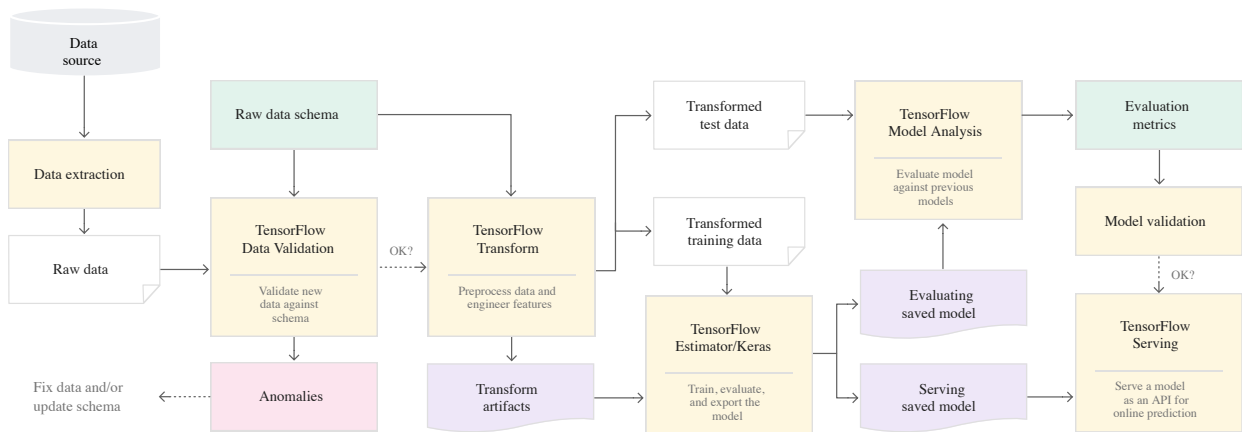 Data
source
Data extraction
Raw data
Raw data schema
TensorFlow
Data Validation
Validate new
data against
schema
Anomalies
Fix data and/or
update schema
OK?
TensorFlow
Transform
Preprocess data and
engineer features
Transform
artifacts
Transformed
test data
Transformed
training data
TensorFlow
Estimator/Keras
Train, evaluate,
and export the
model
TensorFlow
Model Analysis
Evaluate model
against previous
models
Evaluating
saved model
Serving
saved model
Evaluation
metrics
Model validation
OK?
TensorFlow
Serving
Serve a model
as an API for
online prediction